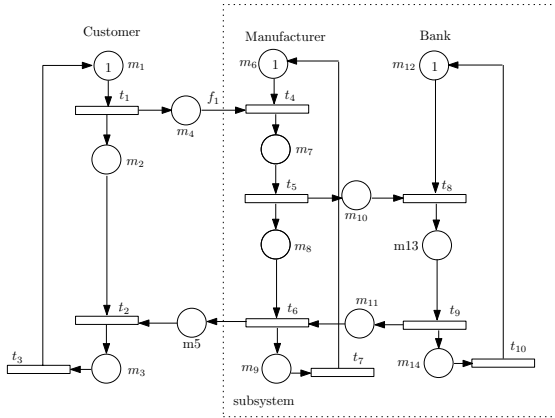 Customer
Manufacturer
Bank
1
m1
m6
1
m12
1
t1
f1
t4
m4
m2
m7
t5
m10
t8
m8
m13
t2
m5
t6
m11
t9
t3
m3
m9
t7
m14
t10
subsystem